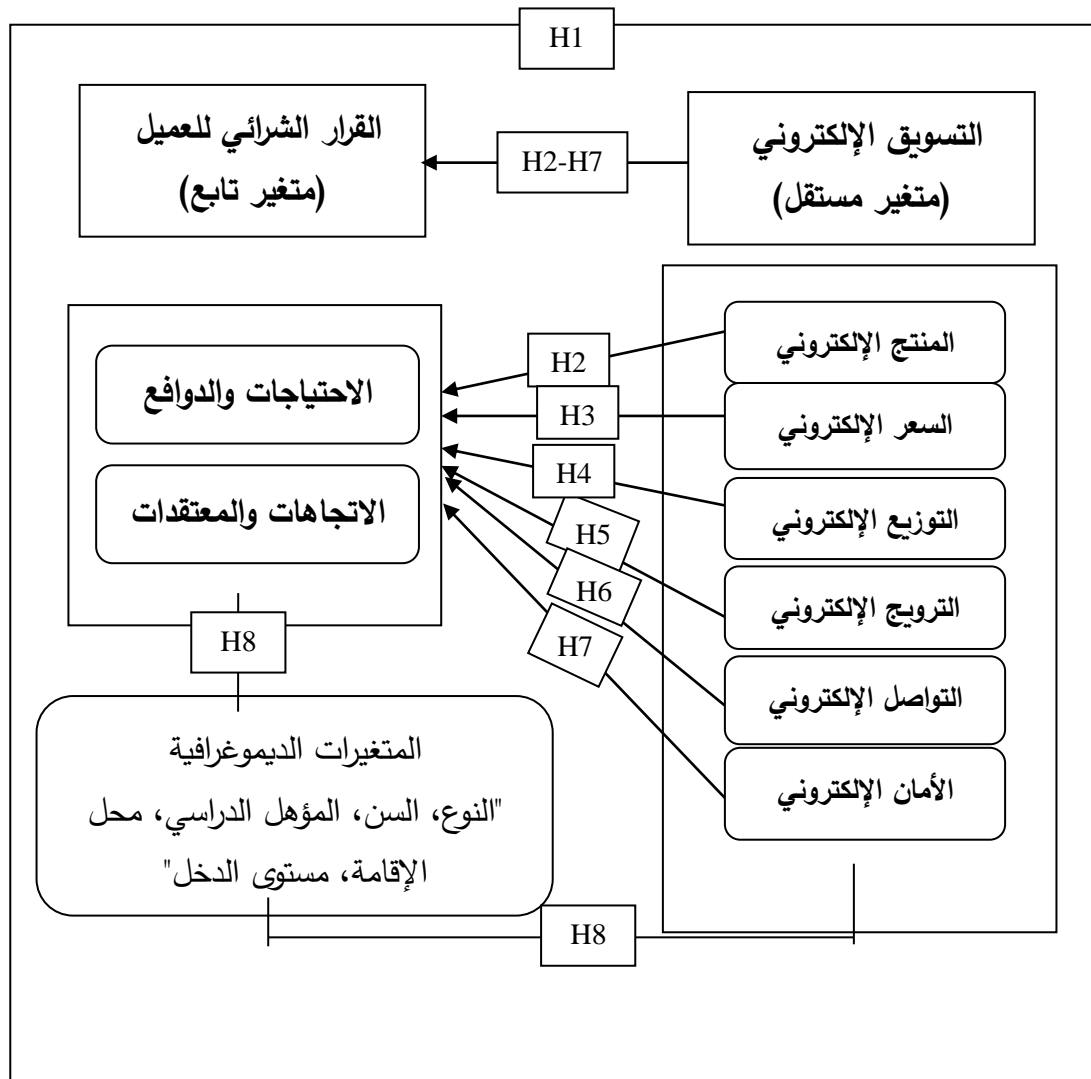 H1
التسويق الإلكتروني
(متغير مستقل)
H2-H7
القرار الشرائي للعميل
(متغير تابع)
المنتج الإلكتروني
السعر الإلكتروني
التوزيع الإلكتروني
الترويج الإلكتروني
التواصل الإلكتروني
الأمان الإلكتروني
H2
H3
H4
H5
H6
H7
الاحتياجات والدوافع
الاتجاهات والمعتقدات
H8
المتغيرات الديموغرافية
"النوع، السن، المؤهل الدراسي، محل
الإقامة، مستوى الدخل"
H8